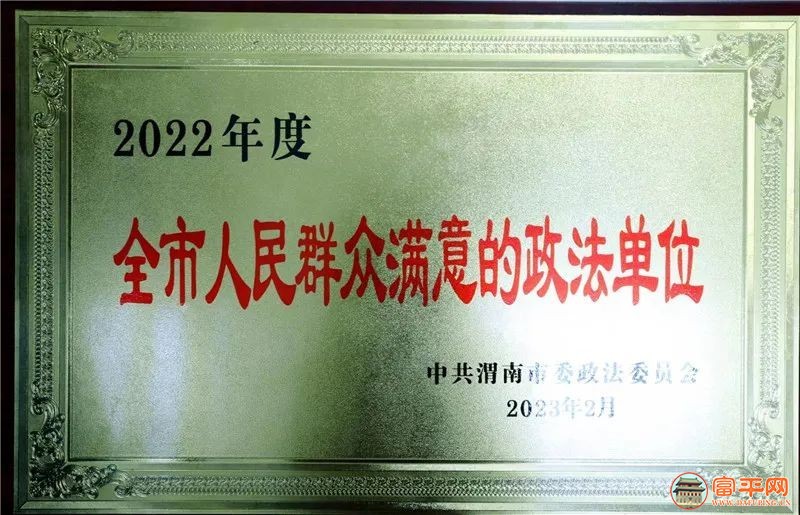 2022年度
全市人民群众满意的政法单位
中共渭南市委政法委员会
2023年2月
富平网